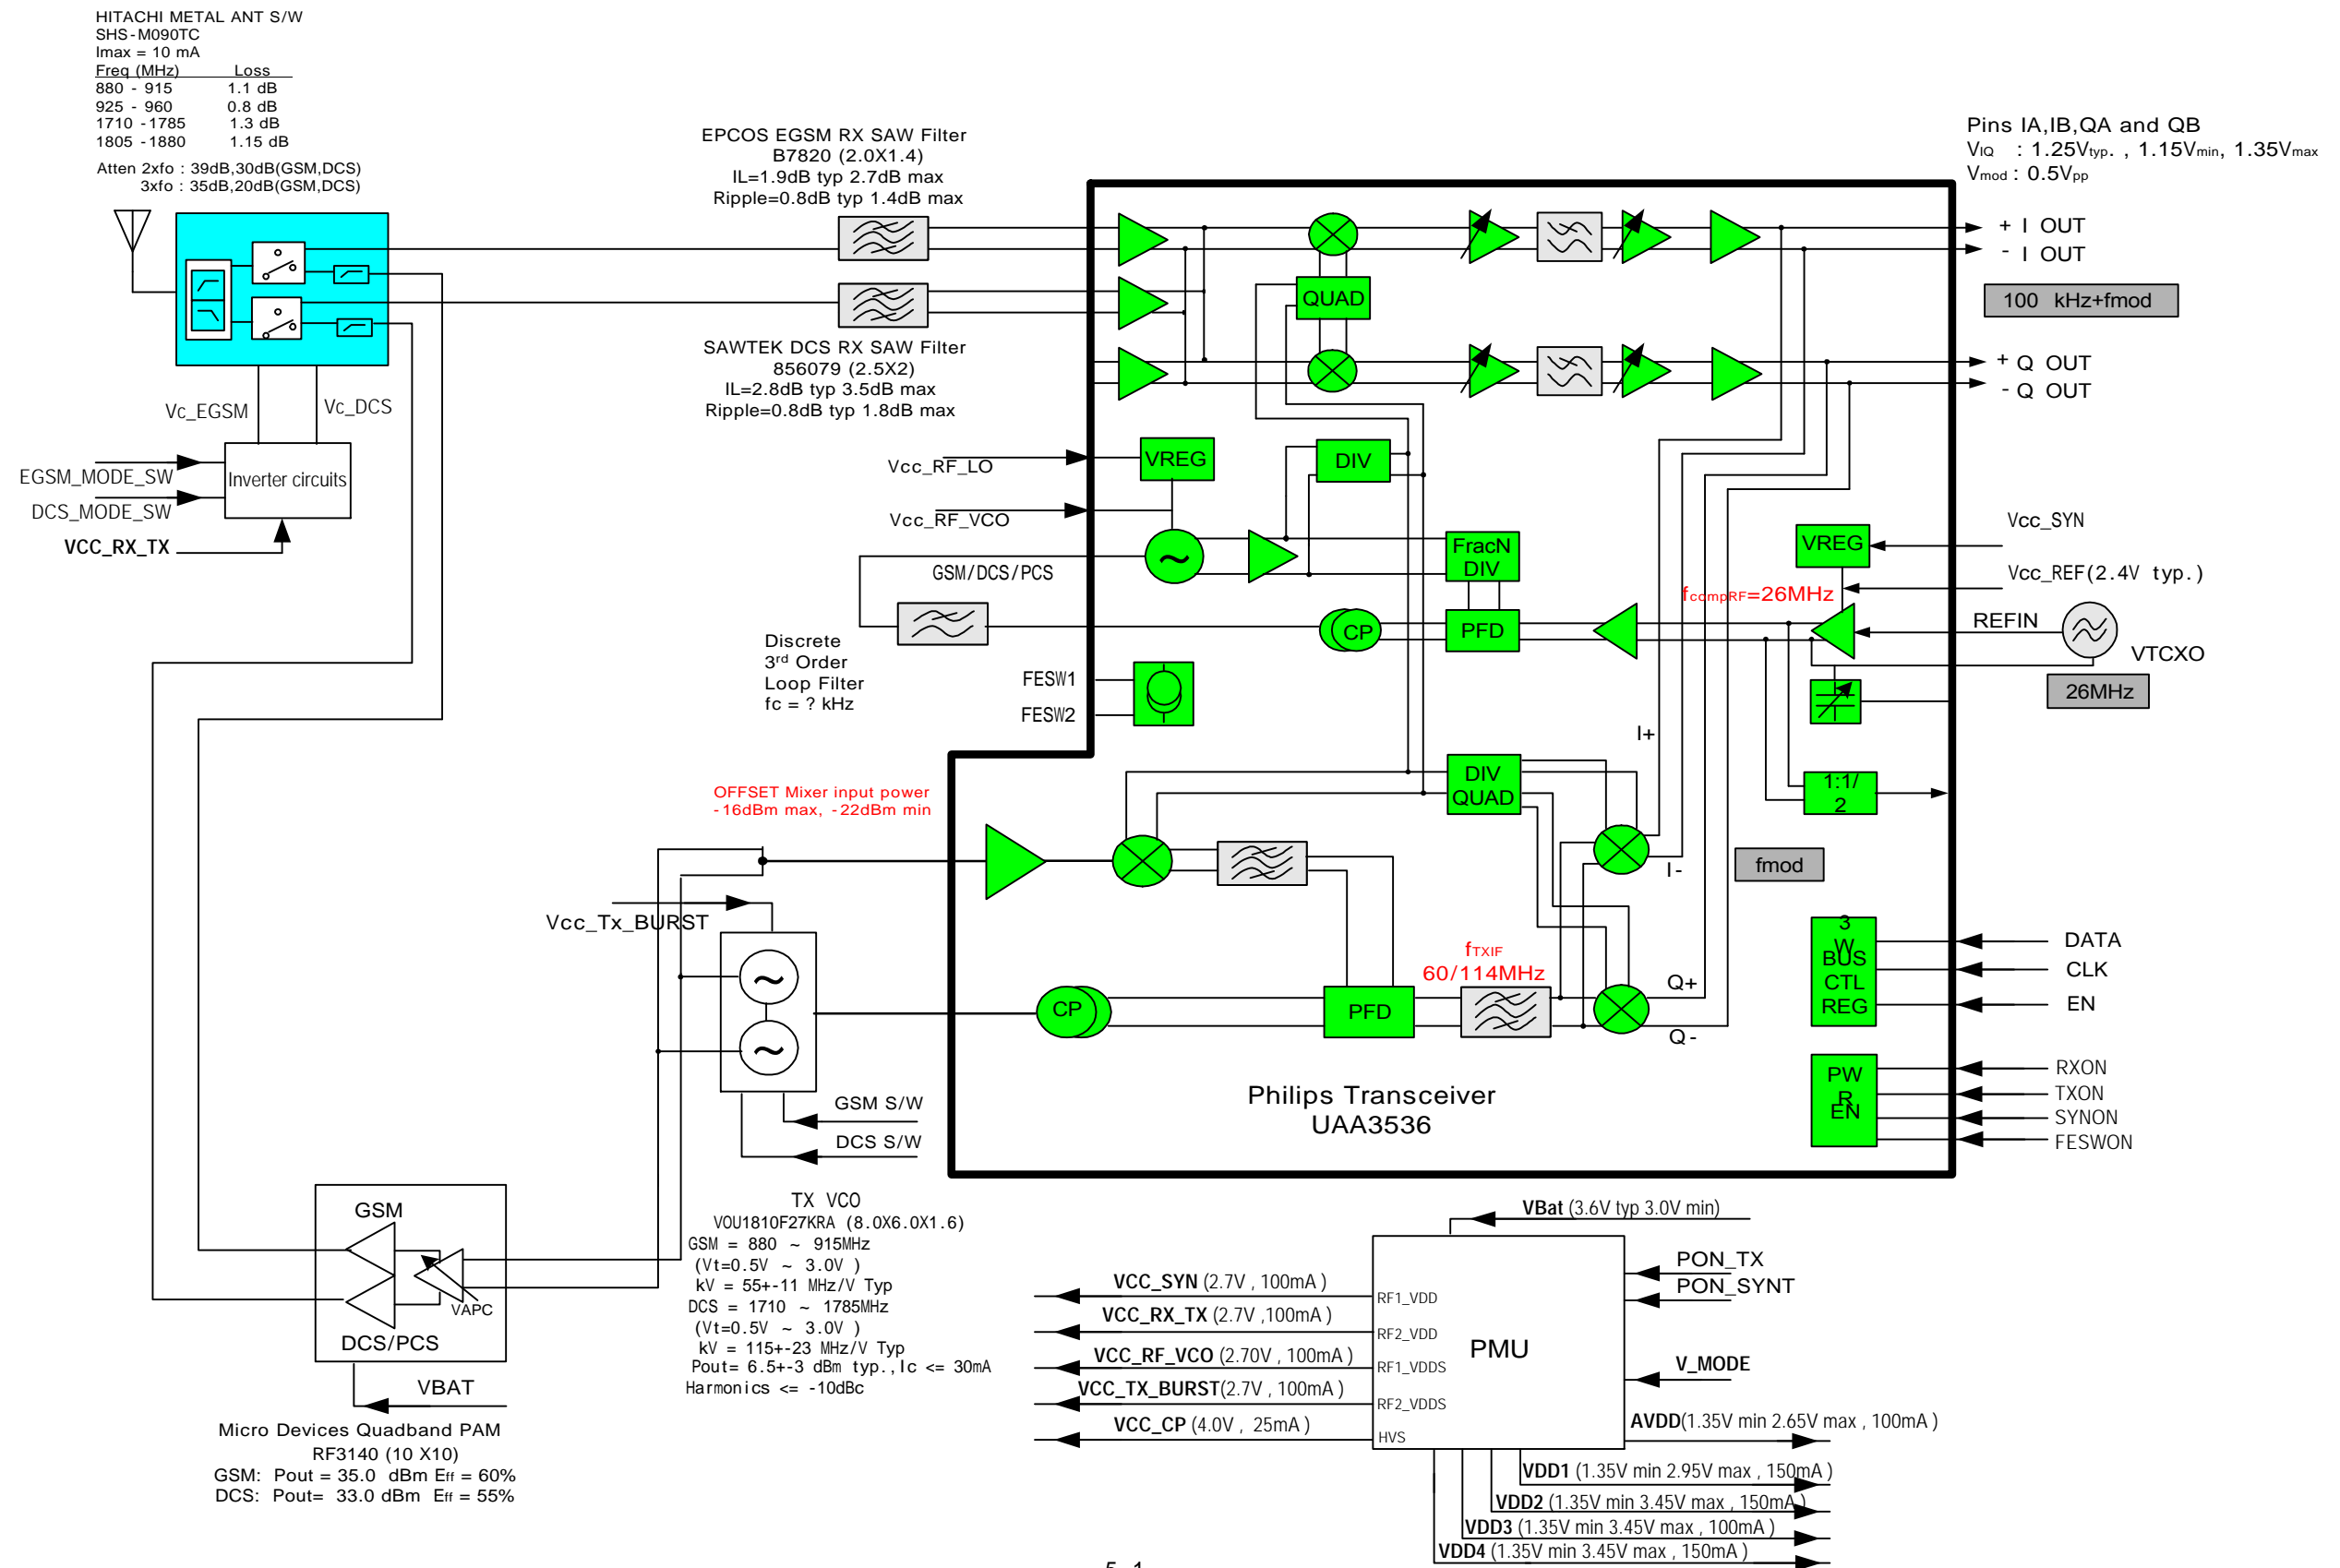 HITACHI METAL ANT S/W
SHS-M090TC
Imax = 10 mA
Freq (MHz) Loss
880 - 915 1.1 dB
925 - 960 0.8 dB
1710 -1785 1.3 dB
1805 -1880 1.15 dB
Atten 2xfo : 39dB,30dB(GSM,DCS)
3xfo : 35dB,20dB(GSM,DCS)
EPCOS EGSM RX SAW Filter
B7820 (2.0X1.4)
IL=1.9dB typ 2.7dB max
Ripple=0.8dB typ 1.4dB max
Pins IA,IB,QA and QB
VIQ : 1.25Vtyp. , 1.15Vmin, 1.35Vmax
Vmod : 0.5Vpp
+ I OUT
- I OUT
QUAD
100 kHz+fmod
SAWTEK DCS RX SAW Filter
856079 (2.5X2)
IL=2.8dB typ 3.5dB max
Ripple=0.8dB typ 1.8dB max
+ Q OUT
- Q OUT
Vc_EGSM
Vc_DCS
EGSM_MODE_SW
DCS_MODE_SW
Inverter circuits
VCC_RX_TX
Vcc_RF_LO
VREG
DIV
Vcc_RF_VCO
GSM/DCS/PCS
FracN
DIV
Vcc_SYN
VREG
Vcc_REF(2.4V typ.)
fcompRF=26MHz
REFIN
VTCXO
26MHz
CP
PFD
Discrete
3rd Order
Loop Filter
fc = ? kHz
FESW1
FESW2
I+
DIV
QUAD
1:1/
2
OFFSET Mixer input power
-16dBm max, -22dBm min
I-
fmod
Vcc_Tx_BURST
fTXIF
60/114MHz
Q+
CP
PFD
Q-
3
W
BUS
CTL
REG
DATA
CLK
EN
PW
R
EN
RXON
TXON
SYNON
FESWON
Philips Transceiver
UAA3536
GSM S/W
DCS S/W
TX VCO
VOU1810F27KRA (8.0X6.0X1.6)
GSM = 880 ~ 915MHz
(Vt=0.5V ~ 3.0V )
kV = 55+-11 MHz/V Typ
DCS = 1710 ~ 1785MHz
(Vt=0.5V ~ 3.0V )
kV = 115+-23 MHz/V Typ
Pout= 6.5+-3 dBm typ.,Ic <= 30mA
Harmonics <= -10dBc
GSM
VAPC
DCS/PCS
VBAT
Micro Devices Quadband PAM
RF3140 (10 X10)
GSM: Pout = 35.0 dBm Eff = 60%
DCS: Pout= 33.0 dBm Eff = 55%
VBat (3.6V typ 3.0V min)
PON_TX
PON_SYNT
VCC_SYN (2.7V , 100mA )
RF1_VDD
VCC_RX_TX (2.7V ,100mA )
RF2_VDD
PMU
VCC_RF_VCO (2.70V , 100mA )
RF1_VDDS
V_MODE
VCC_TX_BURST(2.7V , 100mA )
RF2_VDDS
VCC_CP (4.0V , 25mA )
HVS
AVDD(1.35V min 2.65V max , 100mA )
VDD1 (1.35V min 2.95V max , 150mA )
VDD2 (1.35V min 3.45V max , 150mA )
VDD3 (1.35V min 3.45V max , 100mA )
VDD4 (1.35V min 3.45V max , 150mA )